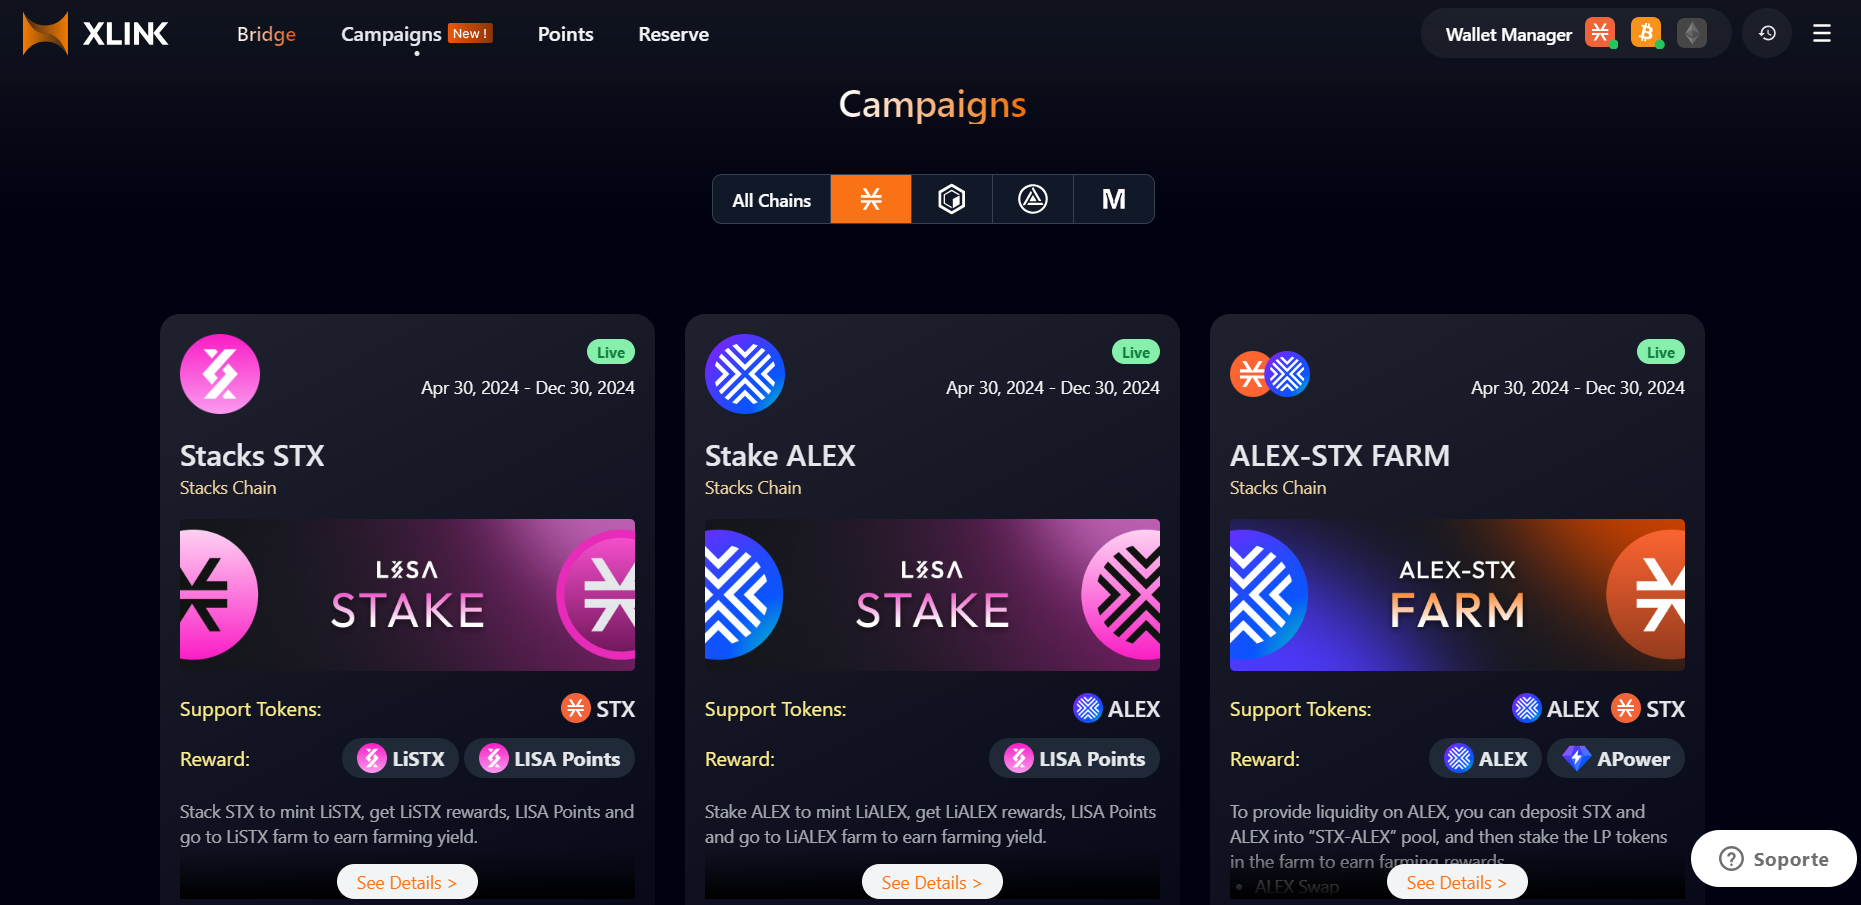 XLINK
Bridge
Campaigns New !
Points
Reserve
Wallet Manager
Campaigns
All Chains
M
Live
Apr 30, 2024 - Dec 30, 2024
Stacks STX
Stacks Chain
LISA
STAKE
Support Tokens:
STX
Reward:
LiSTX
LISA Points
Stack STX to mint LiSTX, get LiSTX rewards, LISA Points and
go to LiSTX farm to earn farming yield.
See Details >
Live
Apr 30, 2024 - Dec 30, 2024
Stake ALEX
Stacks Chain
LISA
STAKE
Support Tokens:
ALEX
Reward:
LISA Points
Stake ALEX to mint LiALEX, get LiALEX rewards, LISA Points
and go to LiALEX farm to earn farming yield.
See Details >
Live
Apr 30, 2024 - Dec 30, 2024
ALEX-STX FARM
Stacks Chain
ALEX-STX
FARM
Support Tokens:
ALEX STX
Reward:
ALEX
APower
To provide liquidity on ALEX, you can deposit STX and
ALEX into “STX-ALEX” pool, and then stake the LP tokens
in the farm to earn farming rewards.
• ALEX Swap
See Details >
Soporte